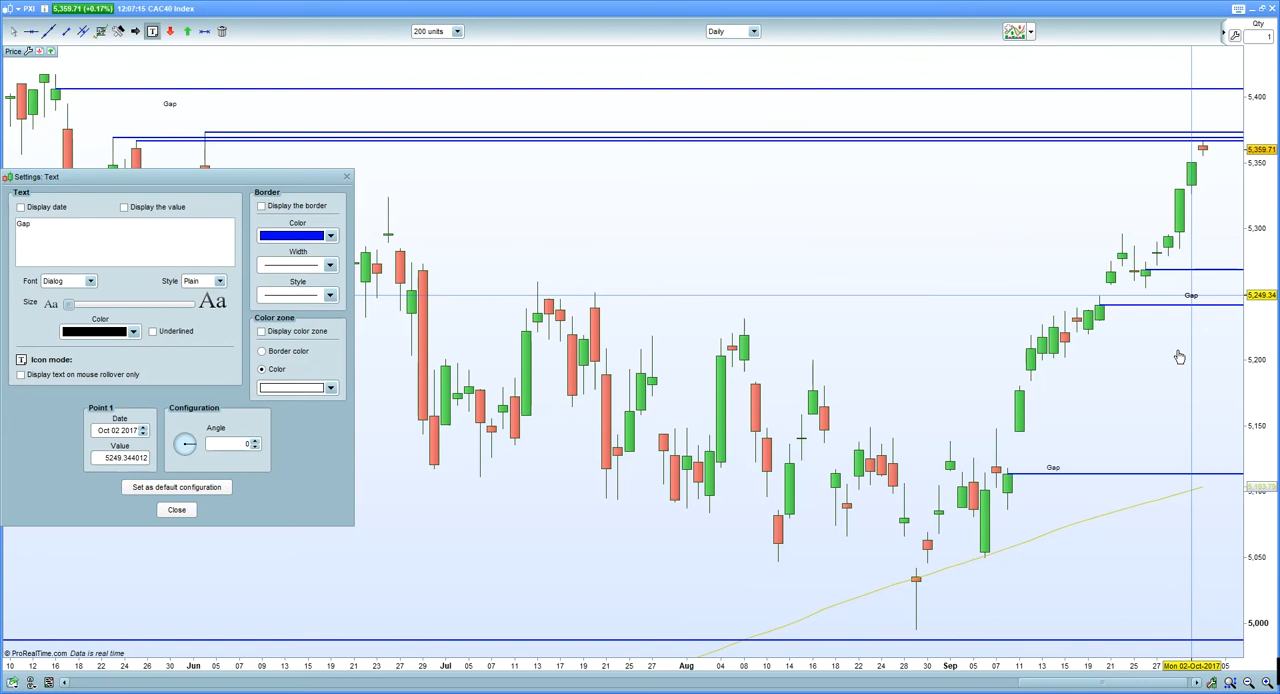 PXI 5,359.71 (+0.17%) 12:07:15 CAC40 Index
Qty
200 units
Daily
1
Price
Gap
5,400
5,359.71
5,350
5,300
Gap
5,249.34
5,200
5,150
Gap
5,050
5,000
Settings: Text
Text
Display date
Display the value
Gap
Font
Dialog
Style
Plain
Size
Aa
Aa
Color
Underlined
Icon mode:
Display text on mouse rollover only
Border
Display the border
Color
Width
Style
Color zone
Display color zone
Border color
Color
Point 1
Date
Oct 02 2017
Value
5249.344012
Configuration
Angle
0
Set as default configuration
Close
© ProRealTime.com Data is real time
10 12 16 18 22 24 26 30 Jun 05 07 09 13 15 19 21 23 27 29 Jul 05 07 11 13 17 19 21 25 27 Aug 04 08 10 14 16 18 22 24 28 30 Sep 05 07 11 13 15 19 21 25 27 Mon 02-Oct-2017 05